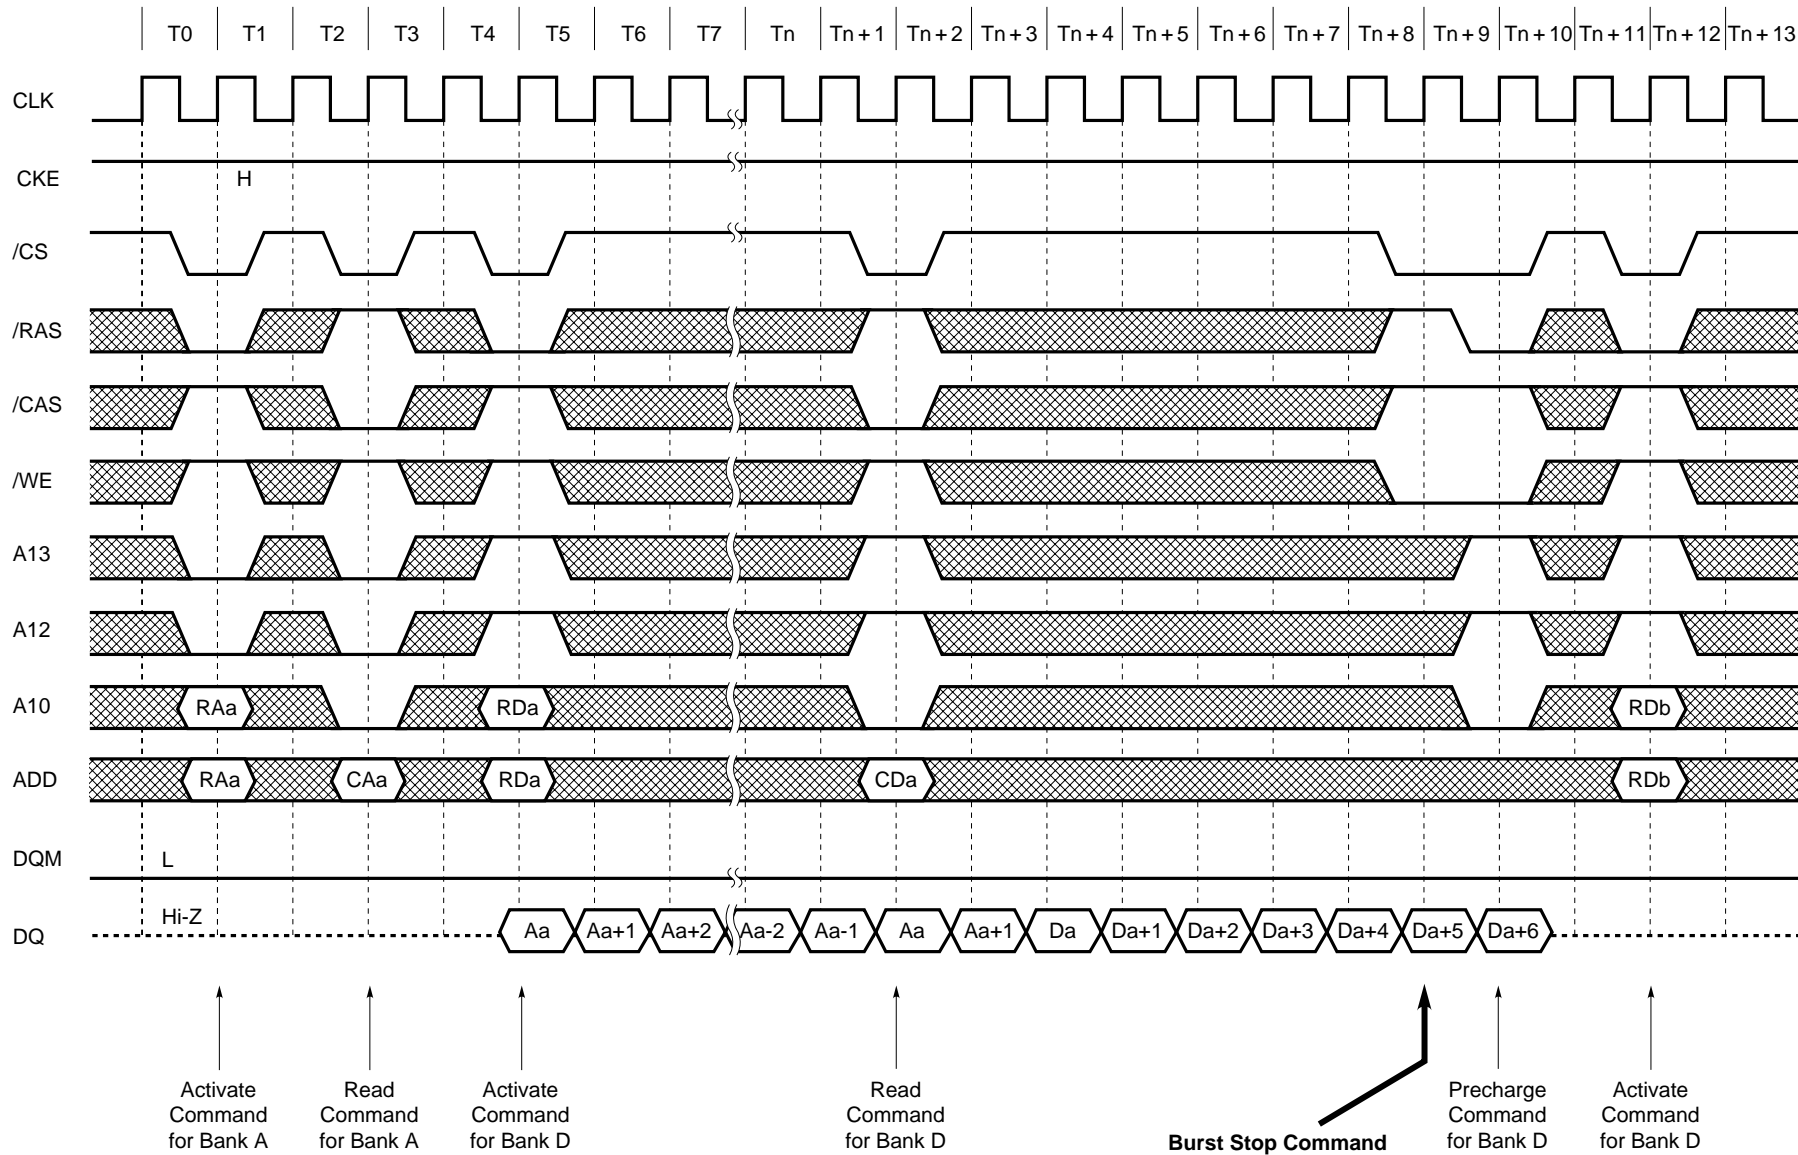 T0 T1 T2 T3 T4 T5 T6 T7 Tn Tn + 1 Tn + 2 Tn + 3 Tn + 4 Tn + 5 Tn + 6 Tn + 7 Tn + 8 Tn + 9 Tn + 10 Tn + 11 Tn + 12 Tn + 13
CLK
CKE H
/CS
/RAS
/CAS
/WE
A13
A12
A10 RAa RDa RDb
ADD RAa CAa RDa CDa RDb
DQM L
Hi-Z
DQ Aa Aa+1 Aa+2 Aa-2 Aa-1 Aa Aa+1 Da Da+1 Da+2 Da+3 Da+4 Da+5 Da+6
Activate
Command
for Bank A
Read
Command
for Bank A
Activate
Command
for Bank D
Read
Command
for Bank D
Burst Stop Command
Precharge
Command
for Bank D
Activate
Command
for Bank D